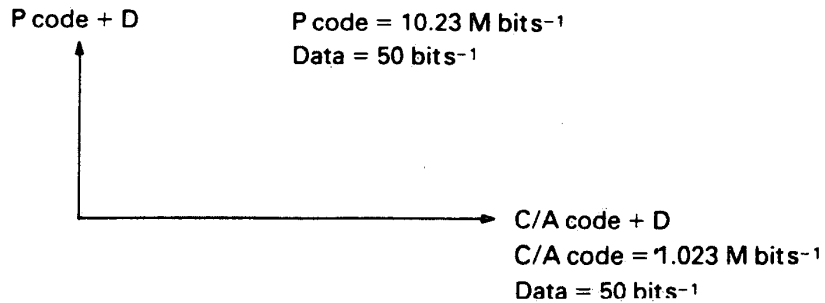 P code + D
P code = 10.23 M bits⁻¹
Data = 50 bits⁻¹
C/A code + D
C/A code = 1.023 M bits⁻¹
Data = 50 bits⁻¹